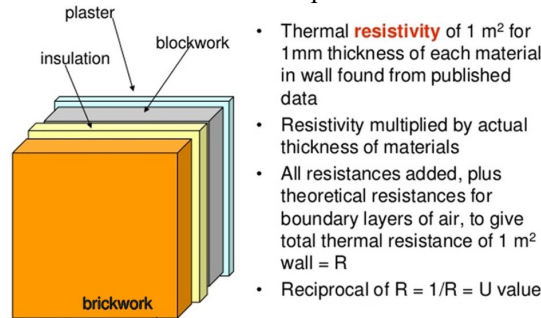 plaster
blockwork
insulation
brickwork
• Thermal resistivity of 1 m² for
1mm thickness of each material
in wall found from published
data
• Resistivity multiplied by actual
thickness of materials
• All resistances added, plus
theoretical resistances for
boundary layers of air, to give
total thermal resistance of 1 m²
wall = R
• Reciprocal of R = 1/R = U value